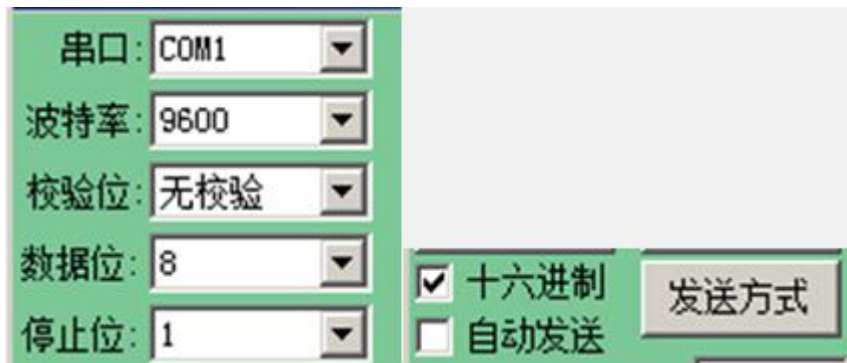 串口: COM1
波特率: 9600
校验位: 无校验
数据位: 8
停止位: 1
十六进制
自动发送
发送方式